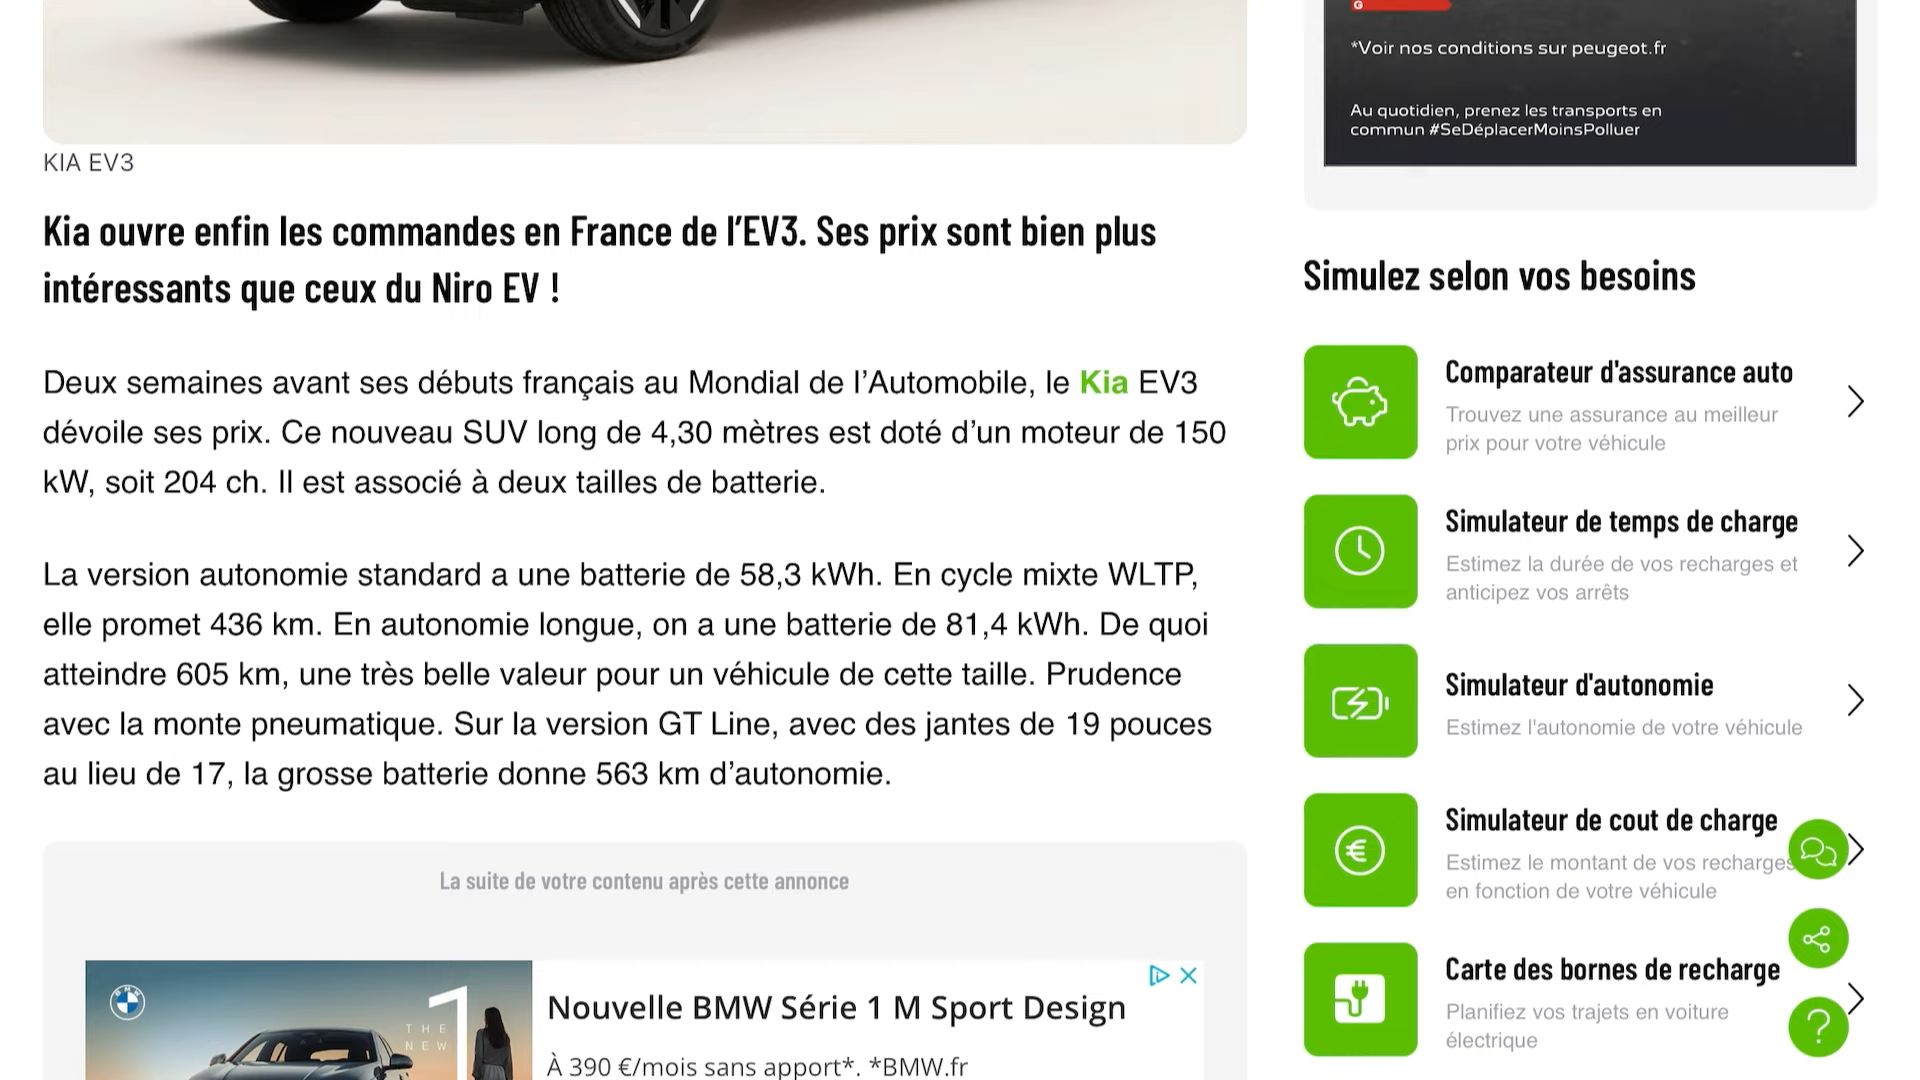 G
*Voir nos conditions sur peugeot.fr
Au quotidien, prenez les transports en
commun #SeDéplacerMoinsPolluer
KIA EV3
Kia ouvre enfin les commandes en France de l’EV3. Ses prix sont bien plus
intéressants que ceux du Niro EV !
Deux semaines avant ses débuts français au Mondial de l’Automobile, le Kia EV3
dévoile ses prix. Ce nouveau SUV long de 4,30 mètres est doté d’un moteur de 150
kW, soit 204 ch. Il est associé à deux tailles de batterie.
La version autonomie standard a une batterie de 58,3 kWh. En cycle mixte WLTP,
elle promet 436 km. En autonomie longue, on a une batterie de 81,4 kWh. De quoi
atteindre 605 km, une très belle valeur pour un véhicule de cette taille. Prudence
avec la monte pneumatique. Sur la version GT Line, avec des jantes de 19 pouces
au lieu de 17, la grosse batterie donne 563 km d’autonomie.
La suite de votre contenu après cette annonce
BMW
THE
NEW
1
Nouvelle BMW Série 1 M Sport Design
À 390 €/mois sans apport*. *BMW.fr
Simulez selon vos besoins
Comparateur d'assurance auto
Trouvez une assurance au meilleur
prix pour votre véhicule
Simulateur de temps de charge
Estimez la durée de vos recharges et
anticipez vos arrêts
Simulateur d'autonomie
Estimez l'autonomie de votre véhicule
Simulateur de cout de charge
Estimez le montant de vos recharges
en fonction de votre véhicule
Carte des bornes de recharge
Planifiez vos trajets en voiture
électrique